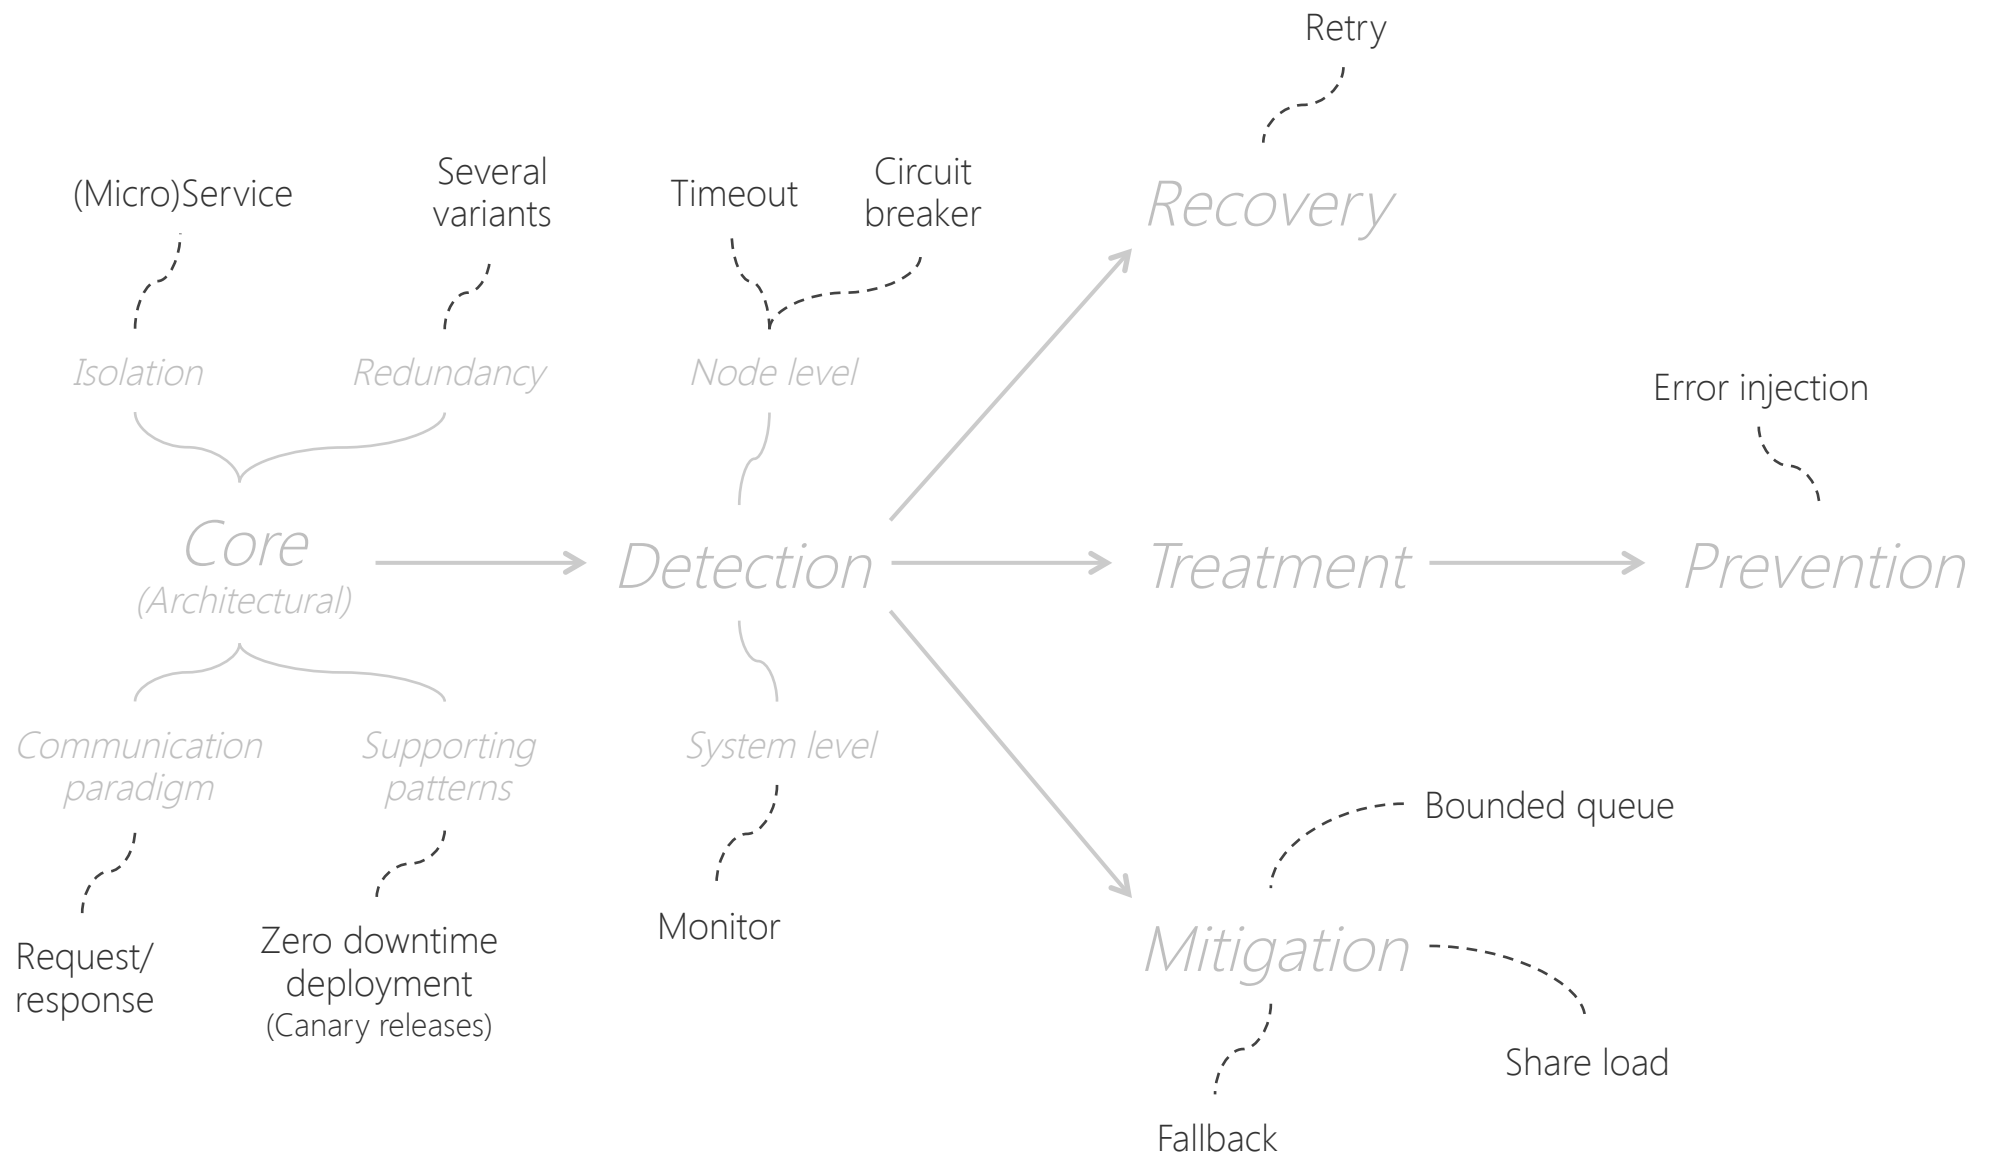 Retry
(Micro)Service
Several
variants
Timeout
Circuit
breaker
Recovery
Isolation
Redundancy
Node level
Error injection
Core
(Architectural)
Detection
Treatment
Prevention
Communication
paradigm
Supporting
patterns
System level
Bounded queue
Request/
response
Zero downtime
deployment
(Canary releases)
Monitor
Mitigation
Share load
Fallback